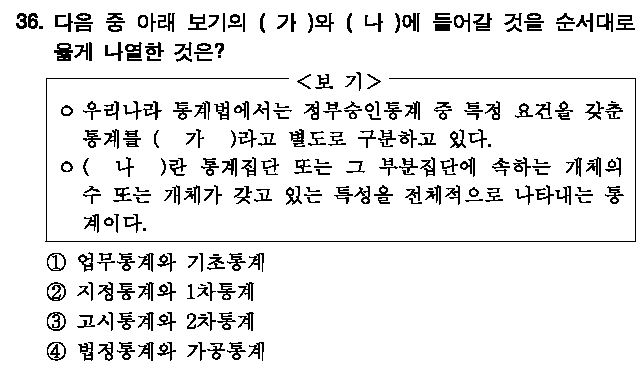 36. 다음 중 아래 보기의 ( 가 )와 ( 나 )에 들어갈 것을 순서대로
옳게 나열한 것은?
<보 기>
○ 우리나라 통계법에서는 정부승인통계 중 특정 요건을 갖춘
통계를 ( 가 )라고 별도로 구분하고 있다.
○ ( 나 )란 통계집단 또는 그 부분집단에 속하는 개체의
수 또는 개체가 갖고 있는 특성을 전체적으로 나타내는 통
계이다.
① 업무통계와 기초통계
② 지정통계와 1차통계
③ 고시통계와 2차통계
④ 법정통계와 가공통계